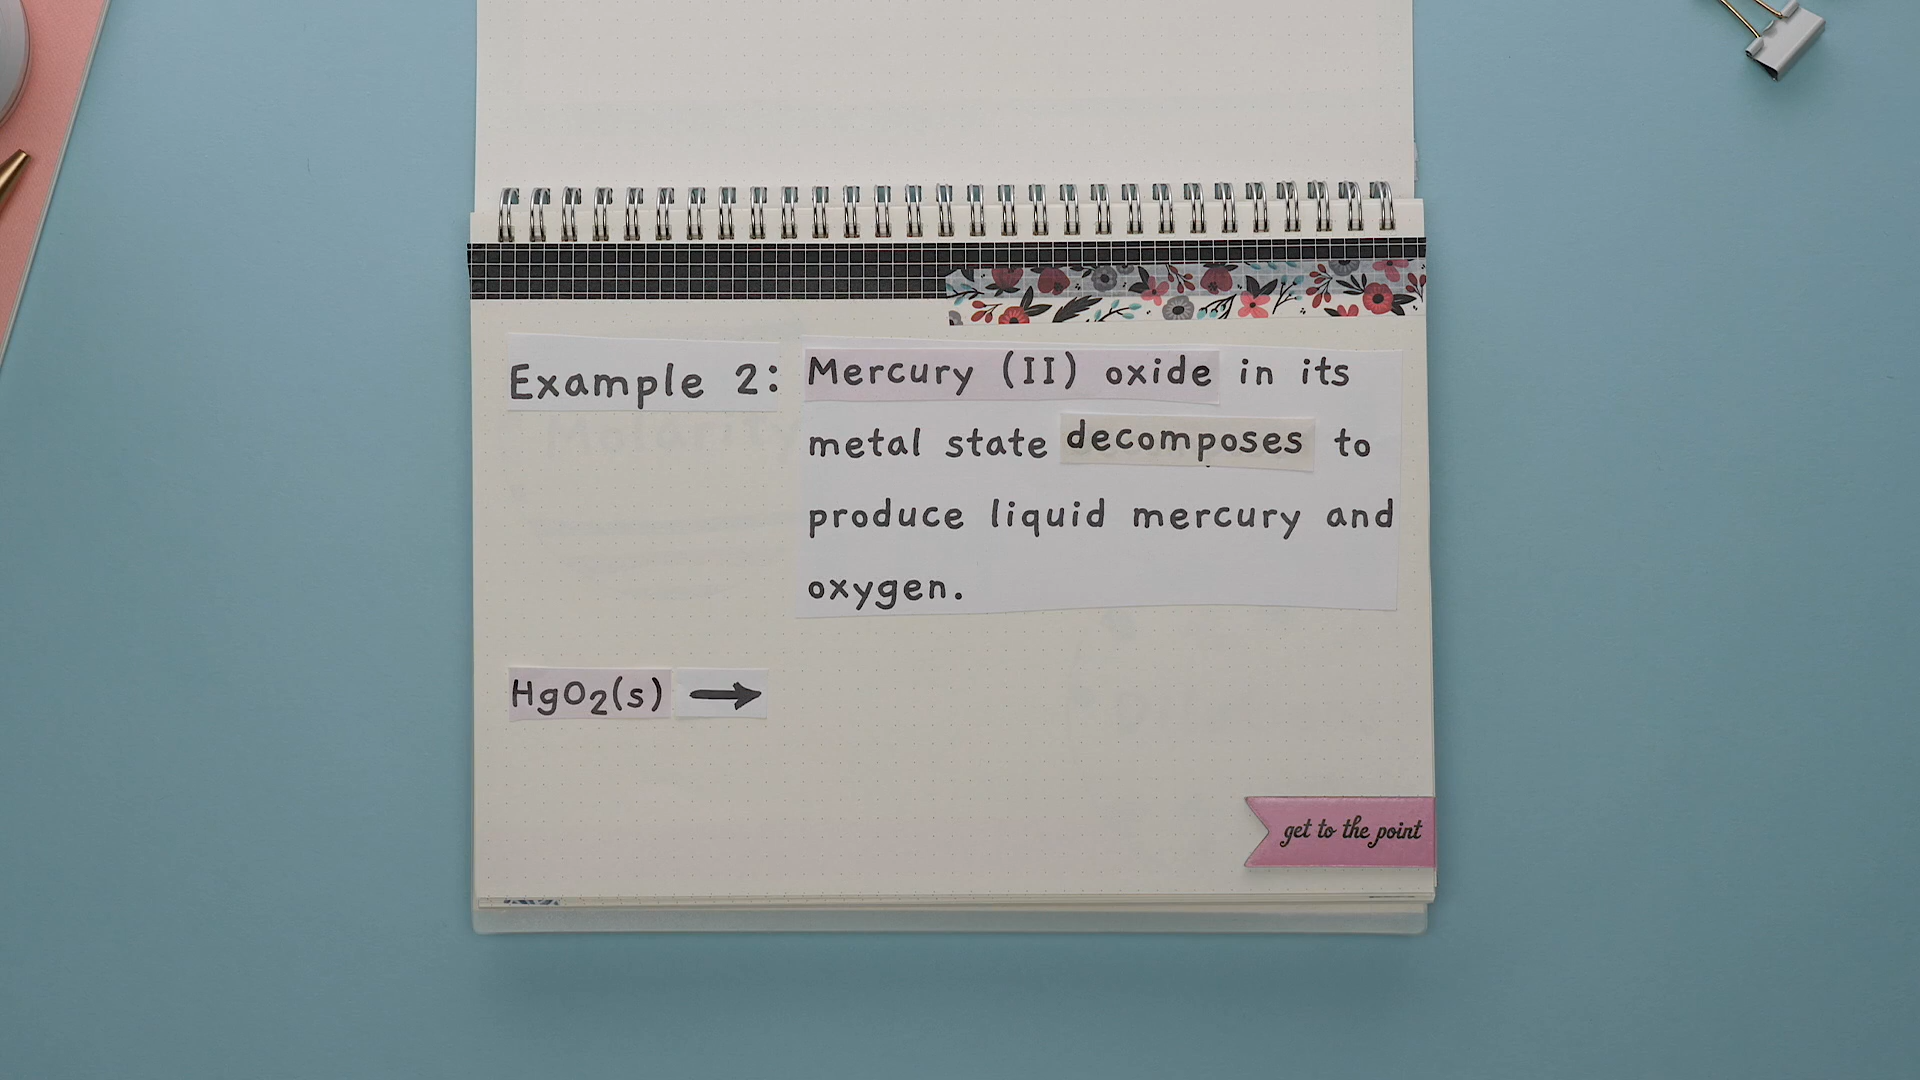 Example 2: Mercury (II) oxide in its
metal state decomposes to
produce liquid mercury and
oxygen.
HgO₂(s) →
get to the point